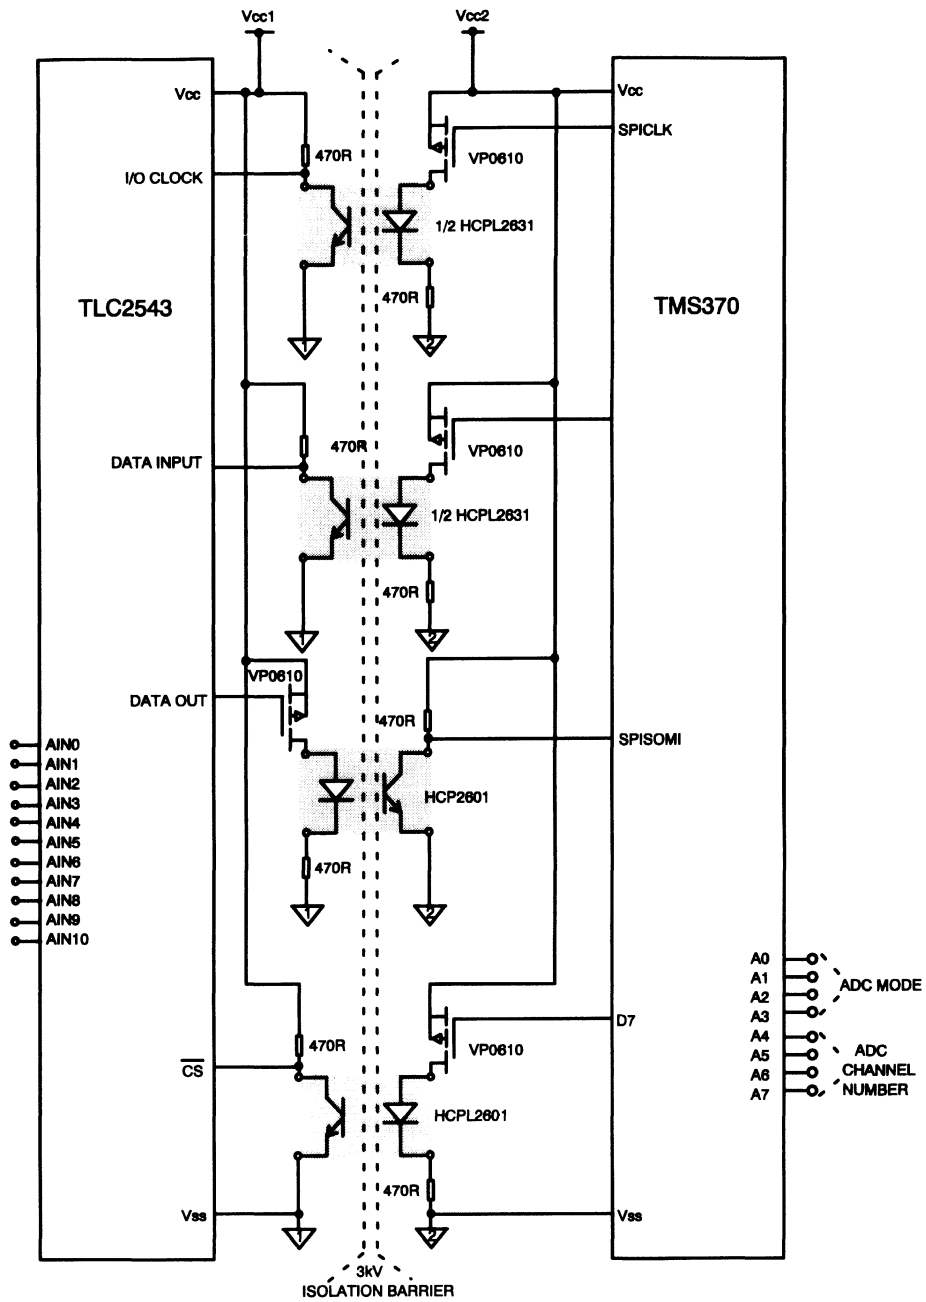 Vcc1 Vcc2
Vcc Vcc
SPICLK
470R VP0610
I/O CLOCK
1/2 HCPL2631
470R
TLC2543 TMS370
1 2
470R VP0610
DATA INPUT
1/2 HCPL2631
470R
1 2
VP0610
DATA OUT
470R
SPISOMI
AIN0
AIN1
AIN2
AIN3
AIN4
AIN5
AIN6
AIN7
AIN8
AIN9
AIN10
HCP2601
470R
1 2
A0
A1
A2
A3
ADC MODE
A4
A5
A6
A7
ADC
CHANNEL
NUMBER
D7
470R VP0610
CS
HCPL2601
470R
Vss Vss
1 2
3kV
ISOLATION BARRIER